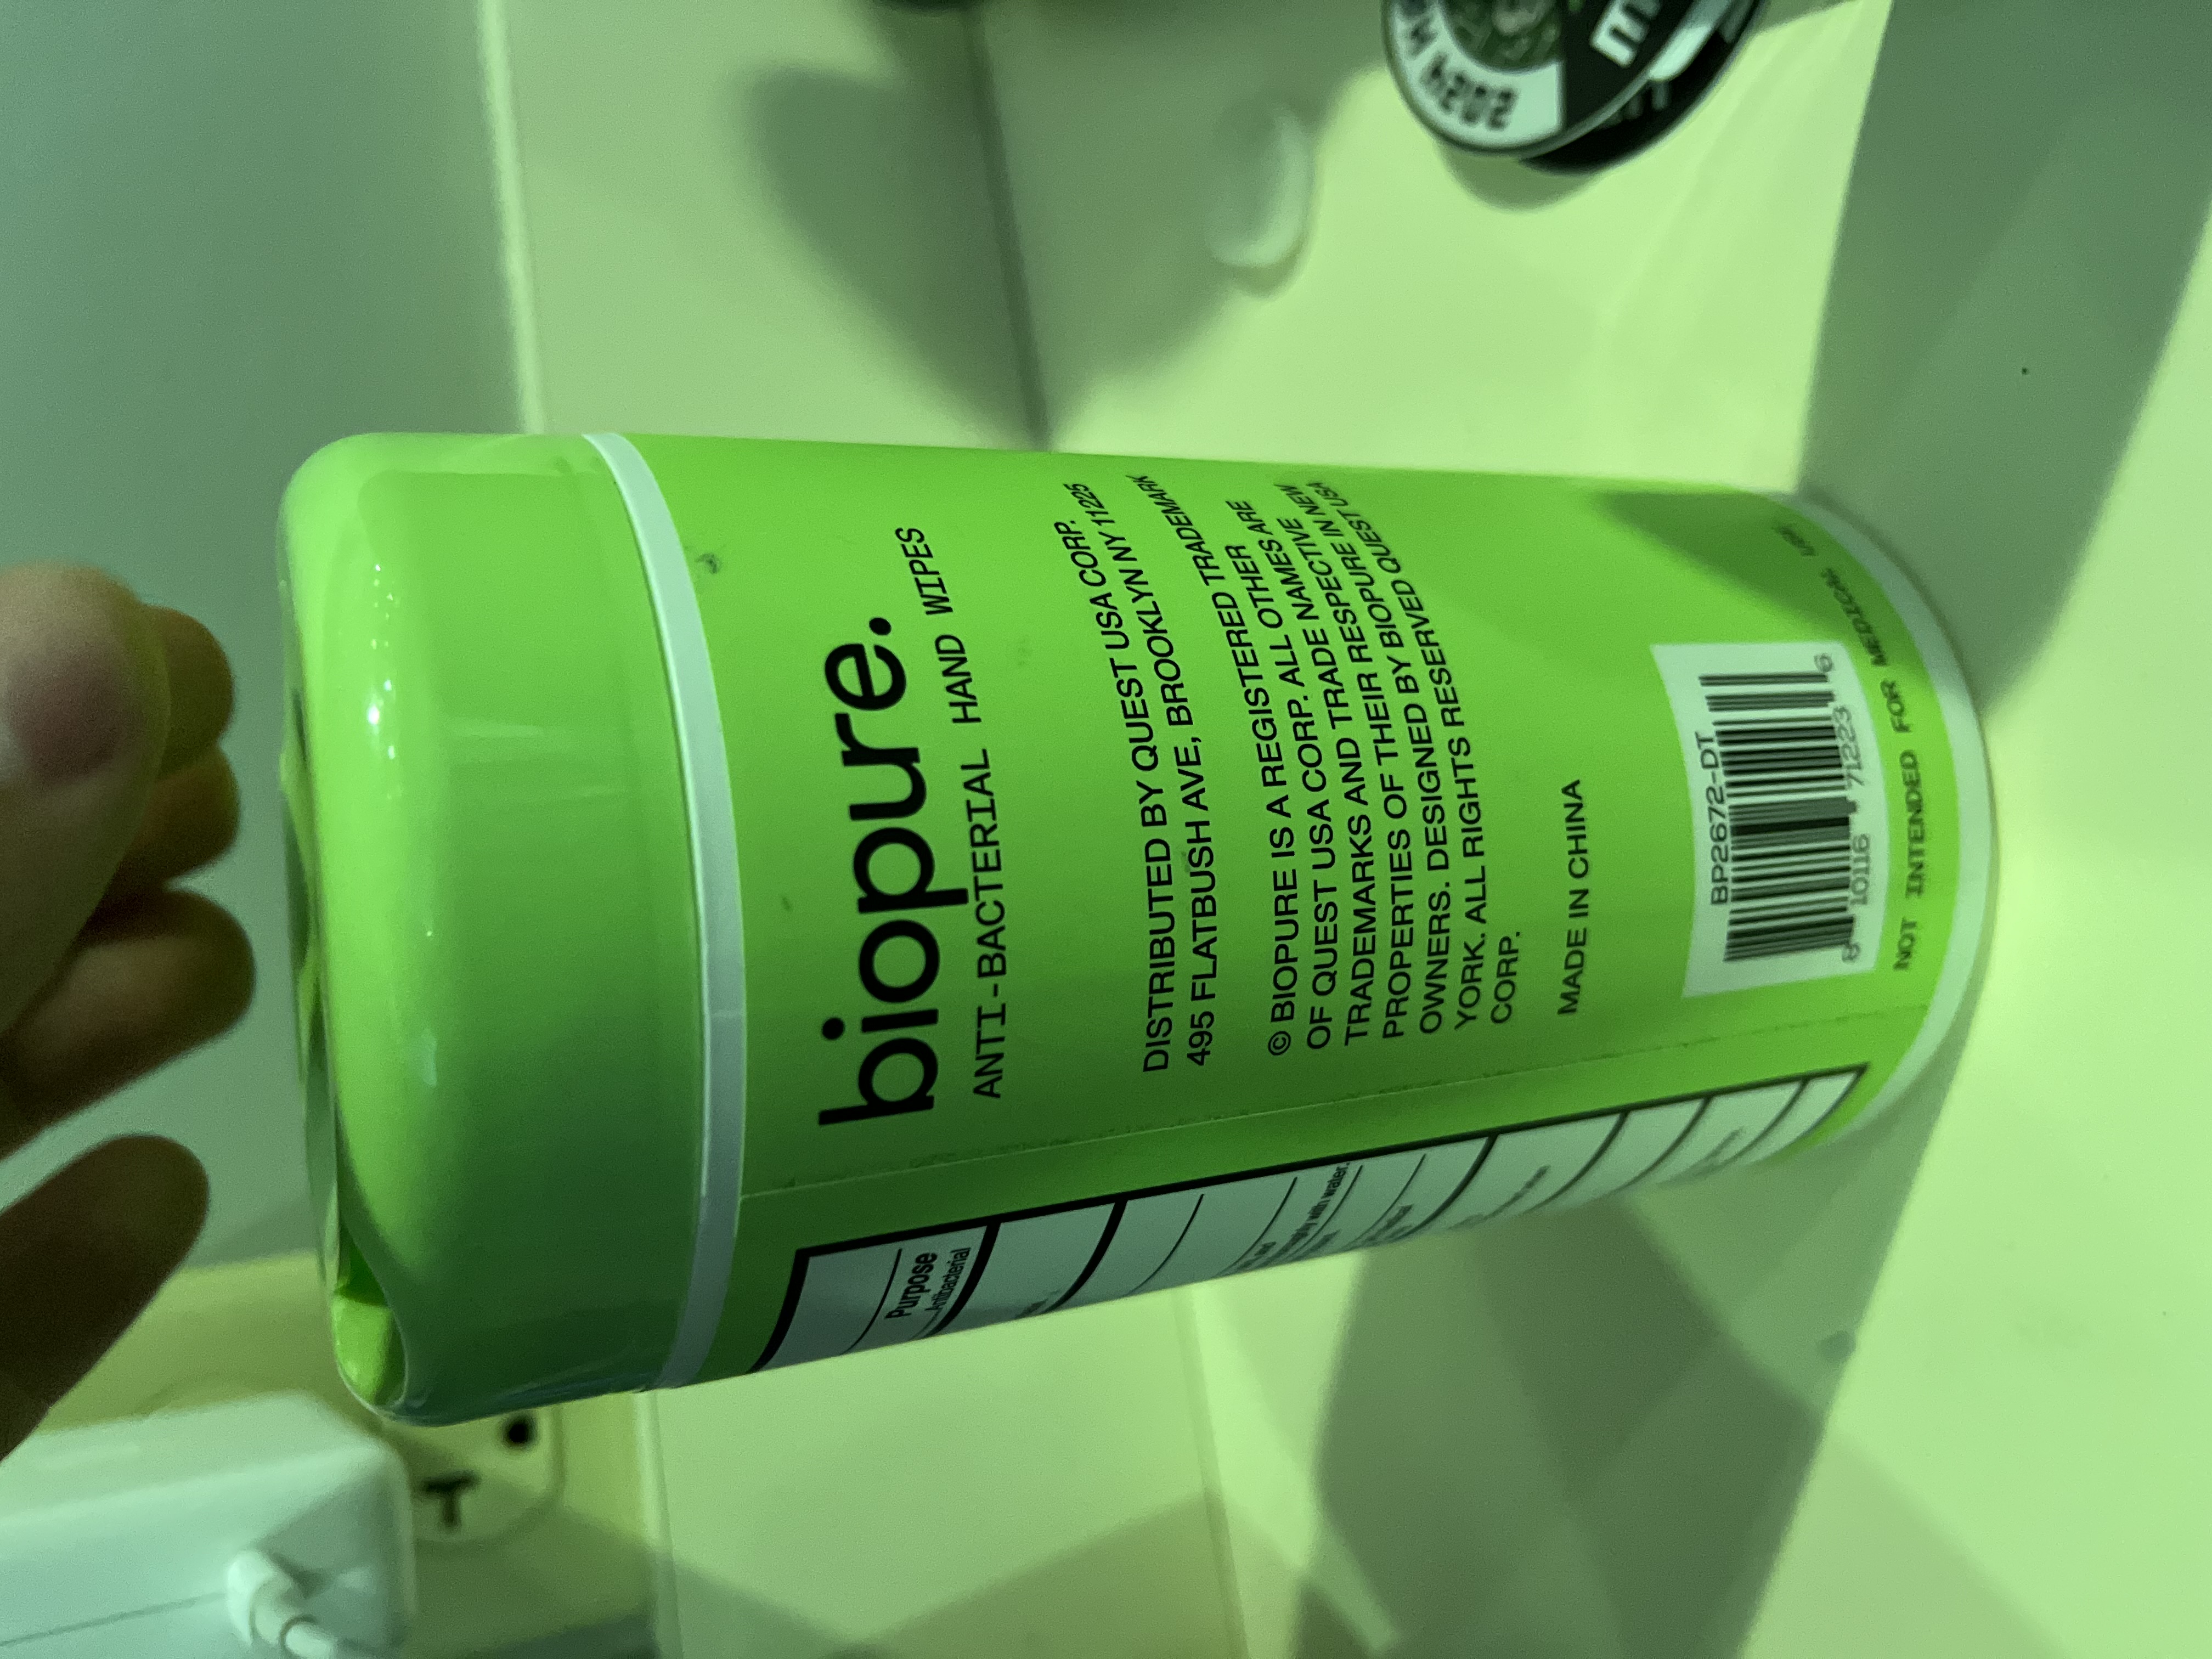 biopure.
ANTI-BACTERIAL HAND WIPES
DISTRIBUTED BY QUEST USA CORP.
495 FLATBUSH AVE, BROOKLYN NY 11225
© BIOPURE IS A REGISTERED TRADEMARK
OF QUEST USA CORP. ALL OTHER
TRADEMARKS AND TRADE NAMES ARE
PROPERTIES OF THEIR RESPECTIVE
OWNERS. DESIGNED BY BIOPURE IN NEW
YORK. ALL RIGHTS RESERVED QUEST USA
CORP.
MADE IN CHINA
BP2672-DT
8 10116 71223 6
NOT INTENDED FOR MEDICAL USE
Purpose
Antibacterial
with water.
2024